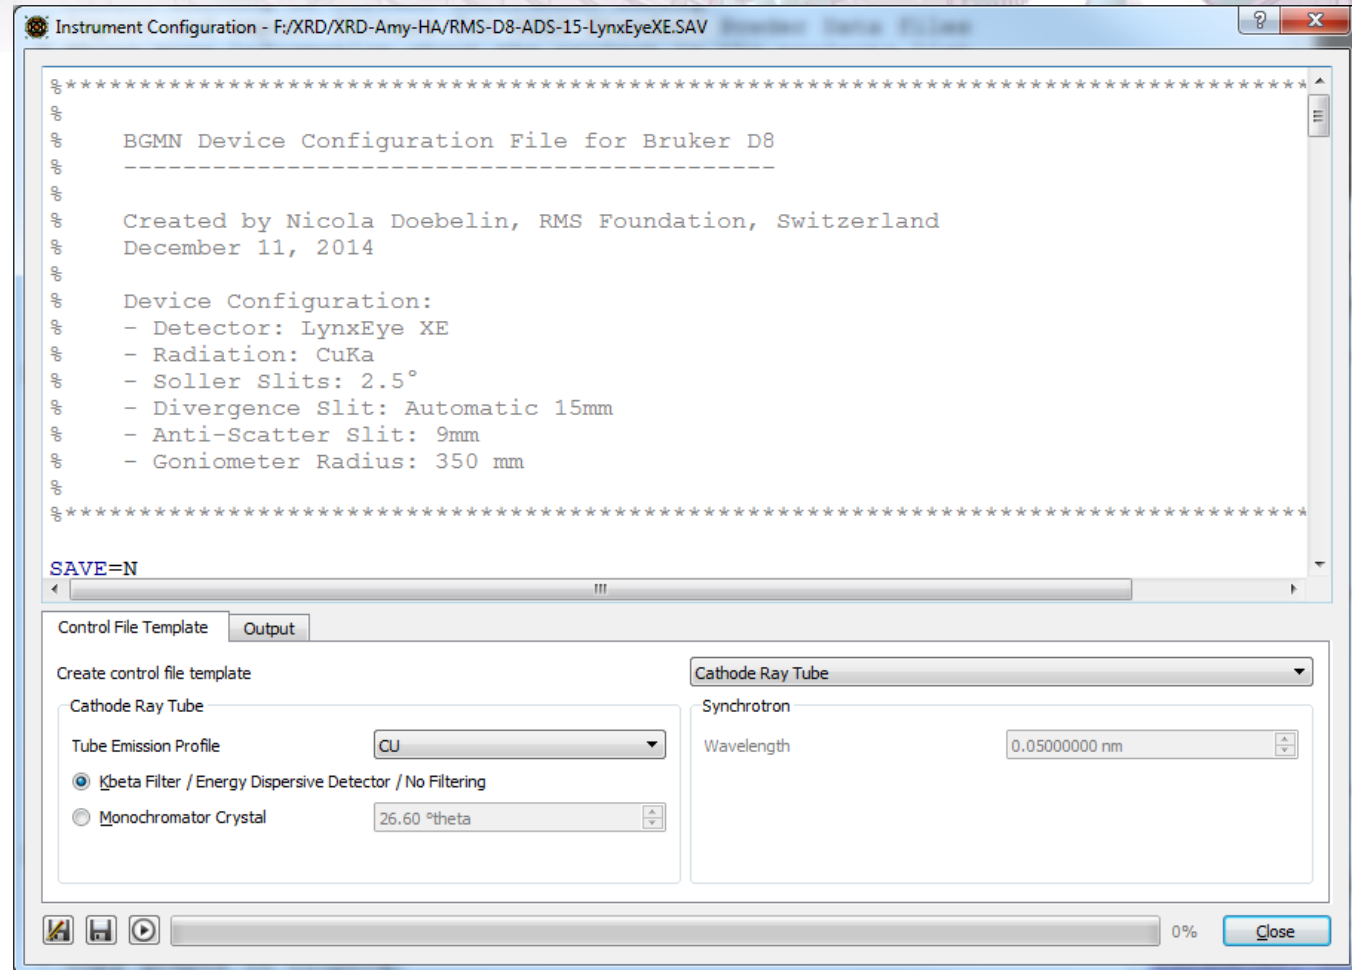 Instrument Configuration - F:/XRD/XRD-Amy-HA/RMS-D8-ADS-15-LynxEyeXE.SAV
%************************************************************************************
%
% BGMN Device Configuration File for Bruker D8
% --------------------------------------------
%
% Created by Nicola Doebelin, RMS Foundation, Switzerland
% December 11, 2014
%
% Device Configuration:
% - Detector: LynxEye XE
% - Radiation: CuKa
% - Soller Slits: 2.5°
% - Divergence Slit: Automatic 15mm
% - Anti-Scatter Slit: 9mm
% - Goniometer Radius: 350 mm
%
%************************************************************************************
SAVE=N
Control File Template Output
Create control file template Cathode Ray Tube
Cathode Ray Tube Synchrotron
Tube Emission Profile CU Wavelength 0.05000000 nm
Kbeta Filter / Energy Dispersive Detector / No Filtering
Monochromator Crystal 26.60 °theta
0% Close